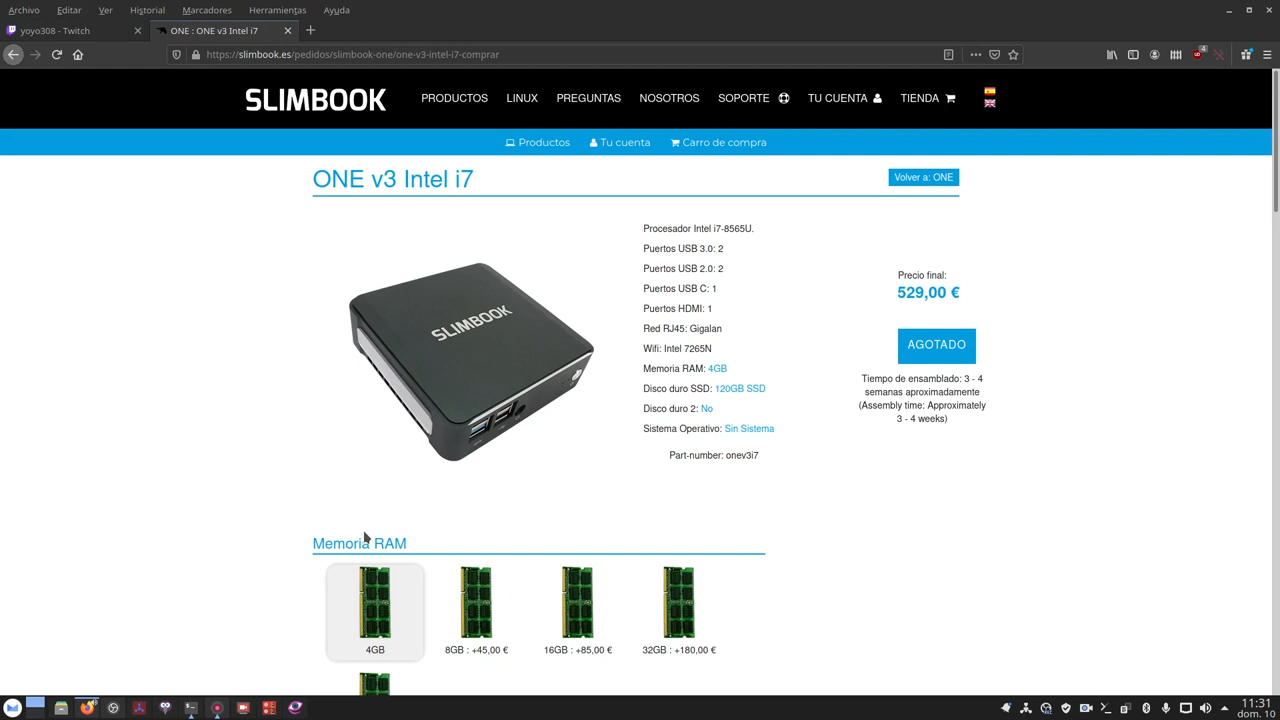 Archivo Editar Ver Historial Marcadores Herramientas Ayuda
yoyo308 - Twitch
ONE : ONE v3 Intel i7
https://slimbook.es/pedidos/slimbook-one/one-v3-intel-i7-comprar
4
SLIMBOOK
PRODUCTOS LINUX PREGUNTAS NOSOTROS SOPORTE TU CUENTA TIENDA
Productos Tu cuenta Carro de compra
ONE v3 Intel i7
Volver a: ONE
SLIMBOOK
Procesador Intel i7-8565U.
Puertos USB 3.0: 2
Puertos USB 2.0: 2
Puertos USB C: 1
Puertos HDMI: 1
Red RJ45: Gigalan
Wifi: Intel 7265N
Memoria RAM: 4GB
Disco duro SSD: 120GB SSD
Disco duro 2: No
Sistema Operativo: Sin Sistema
Part-number: onev3i7
Precio final:
529,00 €
AGOTADO
Tiempo de ensamblado: 3 - 4
semanas aproximadamente
(Assembly time: Approximately
3 - 4 weeks)
Memoria RAM
4GB
8GB : +45,00 €
16GB : +85,00 €
32GB : +180,00 €
11:31
dom. 10